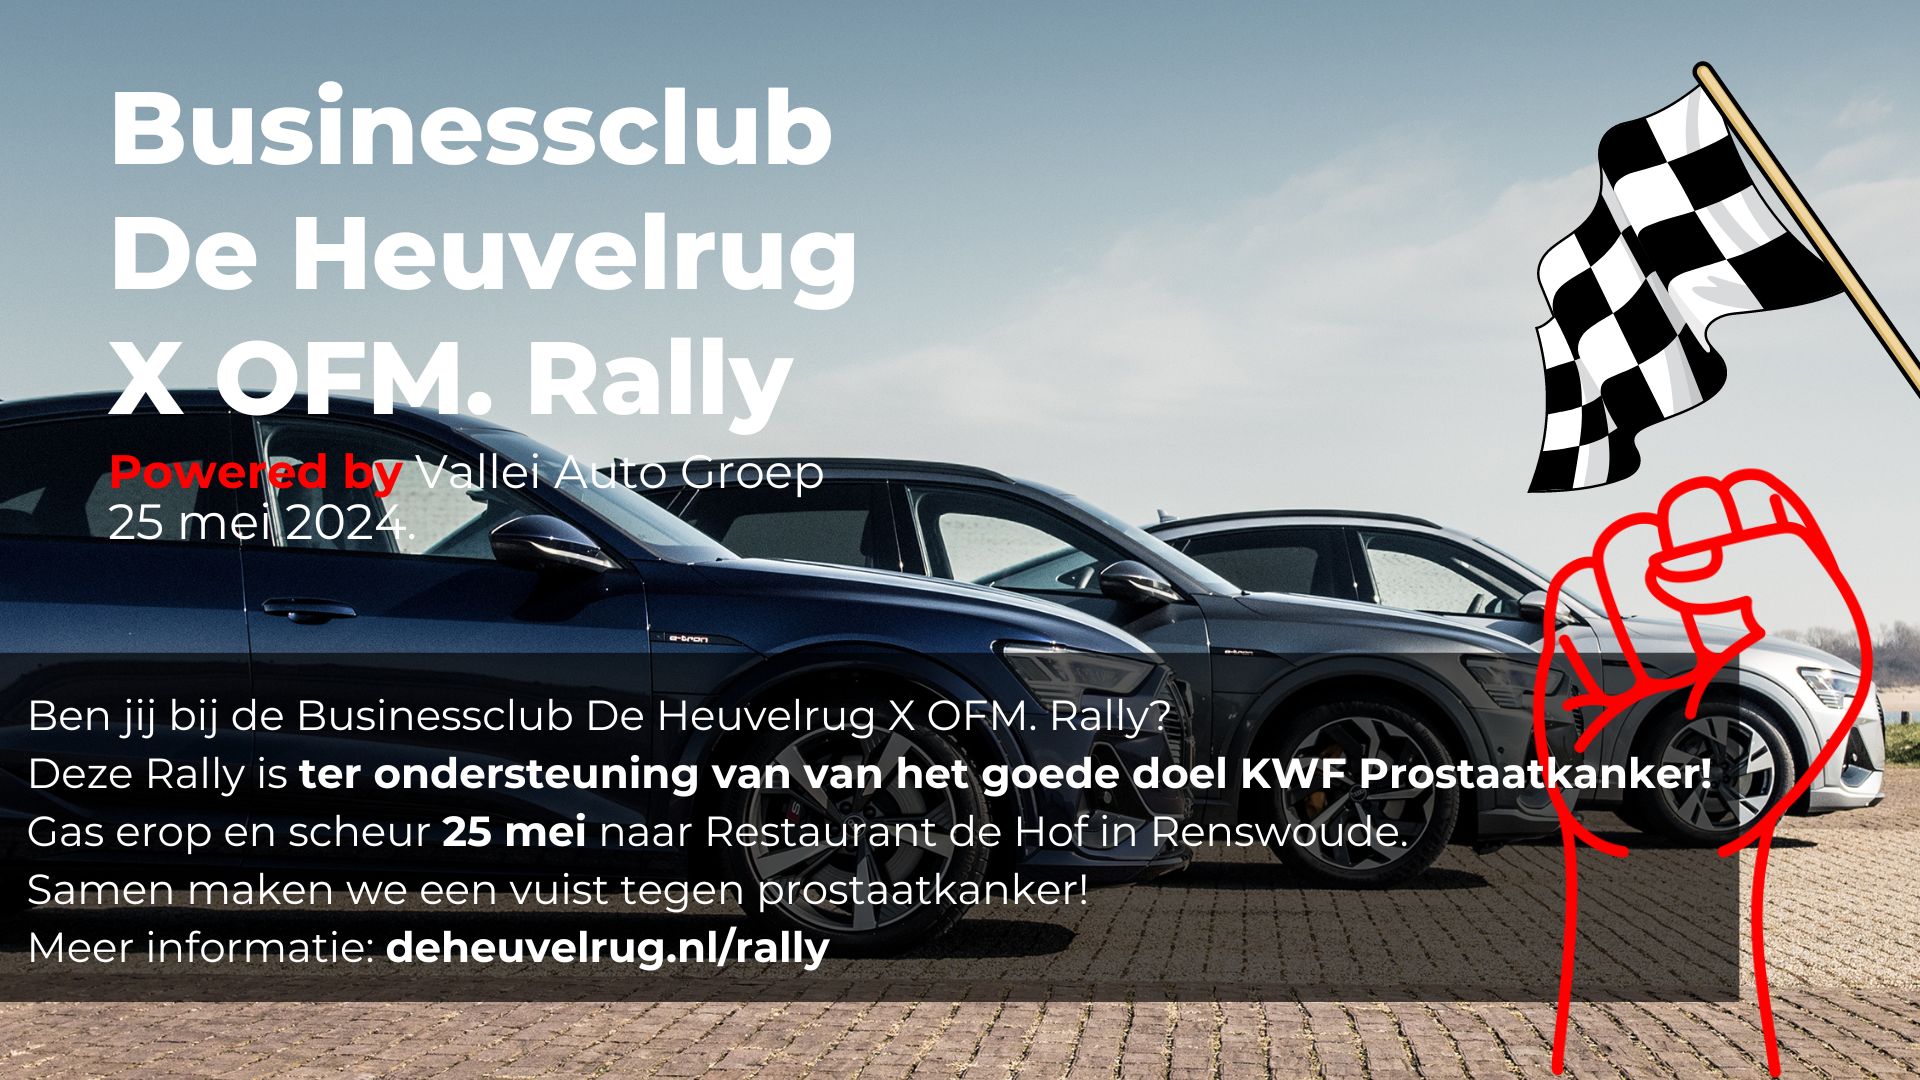 Businessclub
De Heuvelrug
X OFM. Rally
Powered by Vallei Auto Groep
25 mei 2024.
e-tron
e-tron
Ben jij bij de Businessclub De Heuvelrug X OFM. Rally?
Deze Rally is ter ondersteuning van van het goede doel KWF Prostaatkanker!
Gas erop en scheur 25 mei naar Restaurant de Hof in Renswoude.
Samen maken we een vuist tegen prostaatkanker!
Meer informatie: deheuvelrug.nl/rally